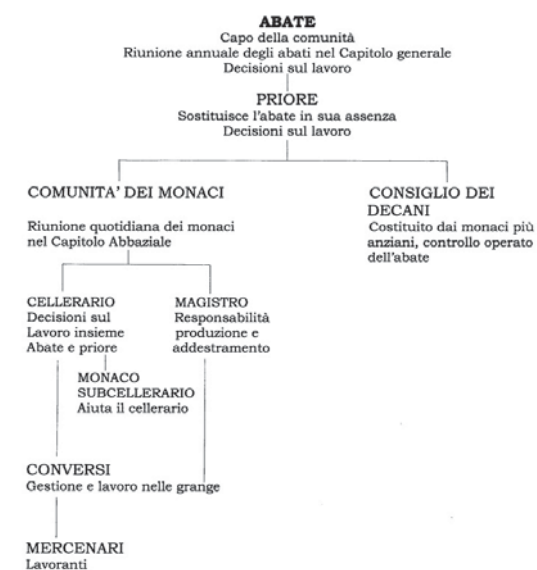 ABATE
Capo della comunità
Riunione annuale degli abati nel Capitolo generale
Decisioni sul lavoro
PRIORE
Sostituisce l'abate in sua assenza
Decisioni sul lavoro
COMUNITA' DEI MONACI
Riunione quotidiana dei monaci
nel Capitolo Abbaziale
CONSIGLIO DEI
DECANI
Costituito dai monaci più
anziani, controllo operato
dell'abate
CELLERARIO
Decisioni sul
Lavoro insieme
Abate e priore
MAGISTRO
Responsabilità
produzione e
addestramento
MONACO
SUBCELLERARIO
Aiuta il cellerario
CONVERSI
Gestione e lavoro nelle grange
MERCENARI
Lavoranti